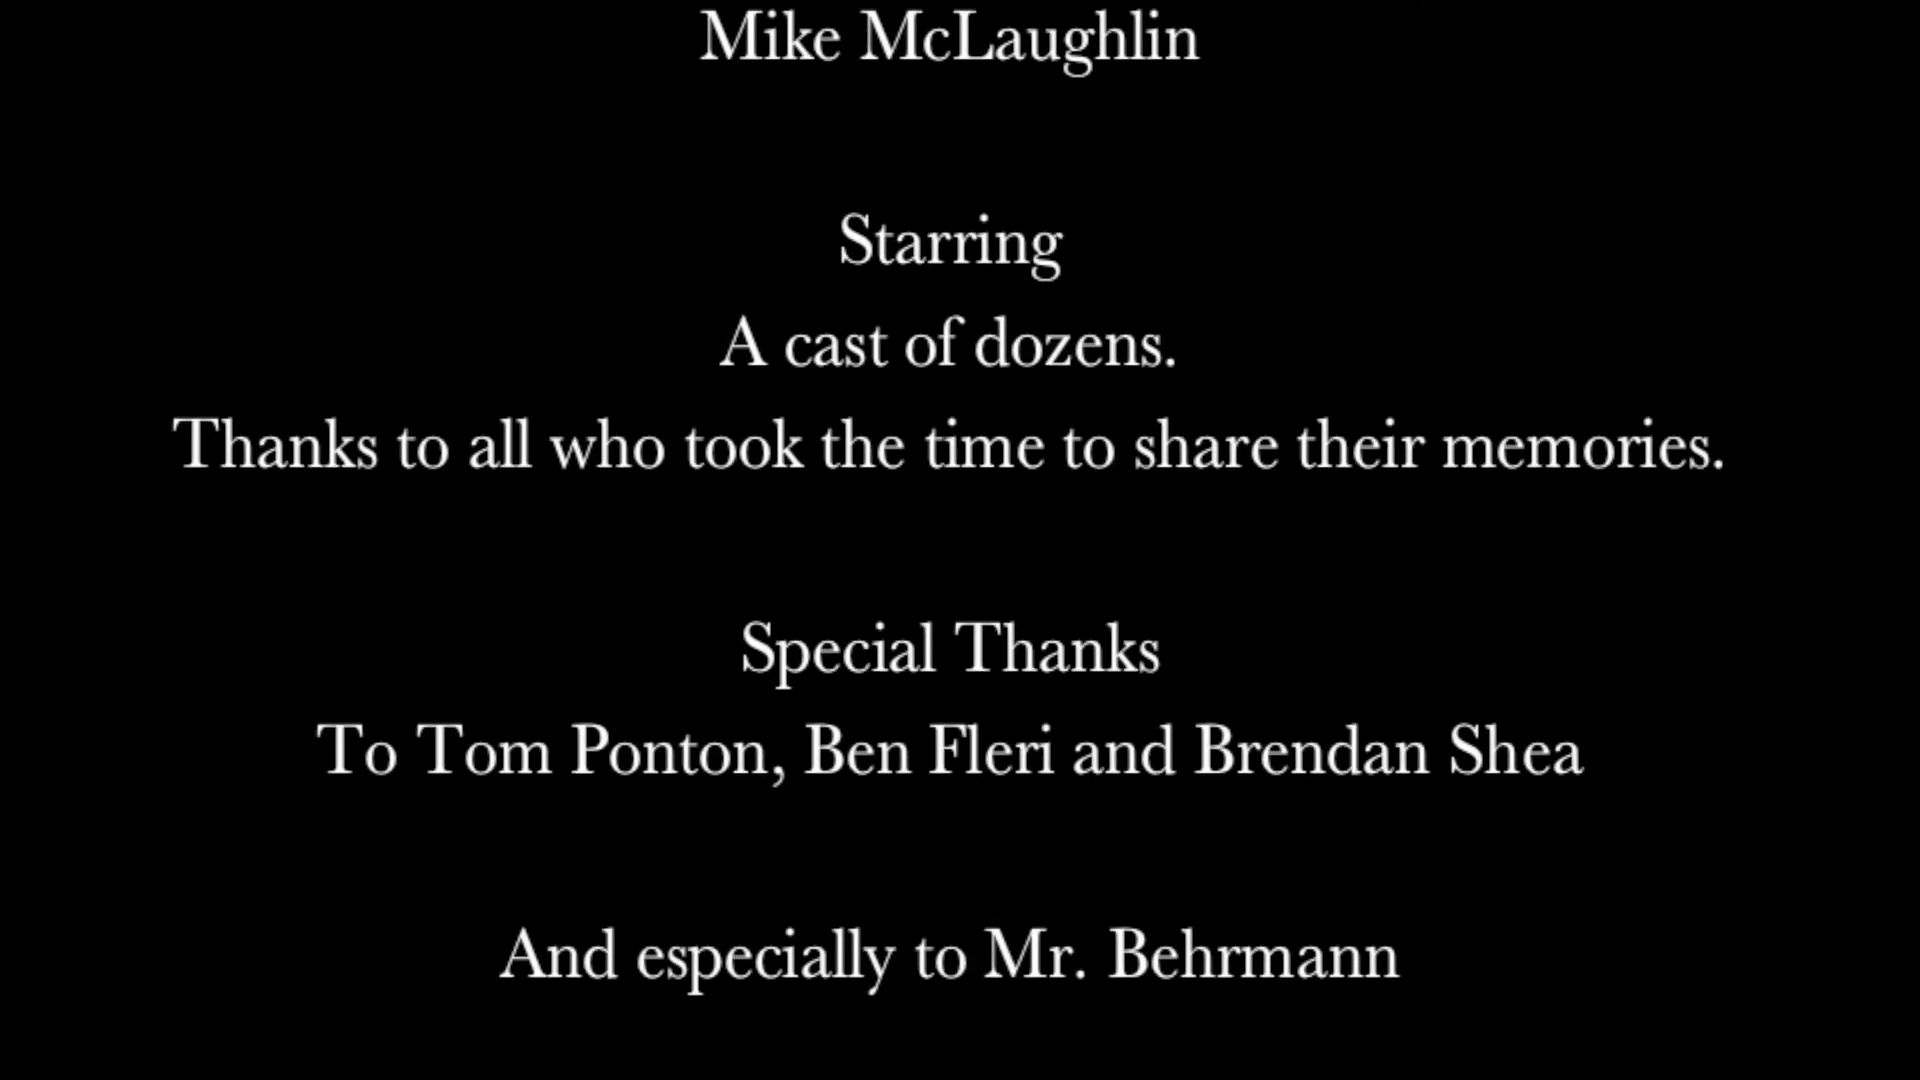 Mike McLaughlin
Starring
A cast of dozens.
Thanks to all who took the time to share their memories.
Special Thanks
To Tom Ponton, Ben Fleri and Brendan Shea
And especially to Mr. Behrmann